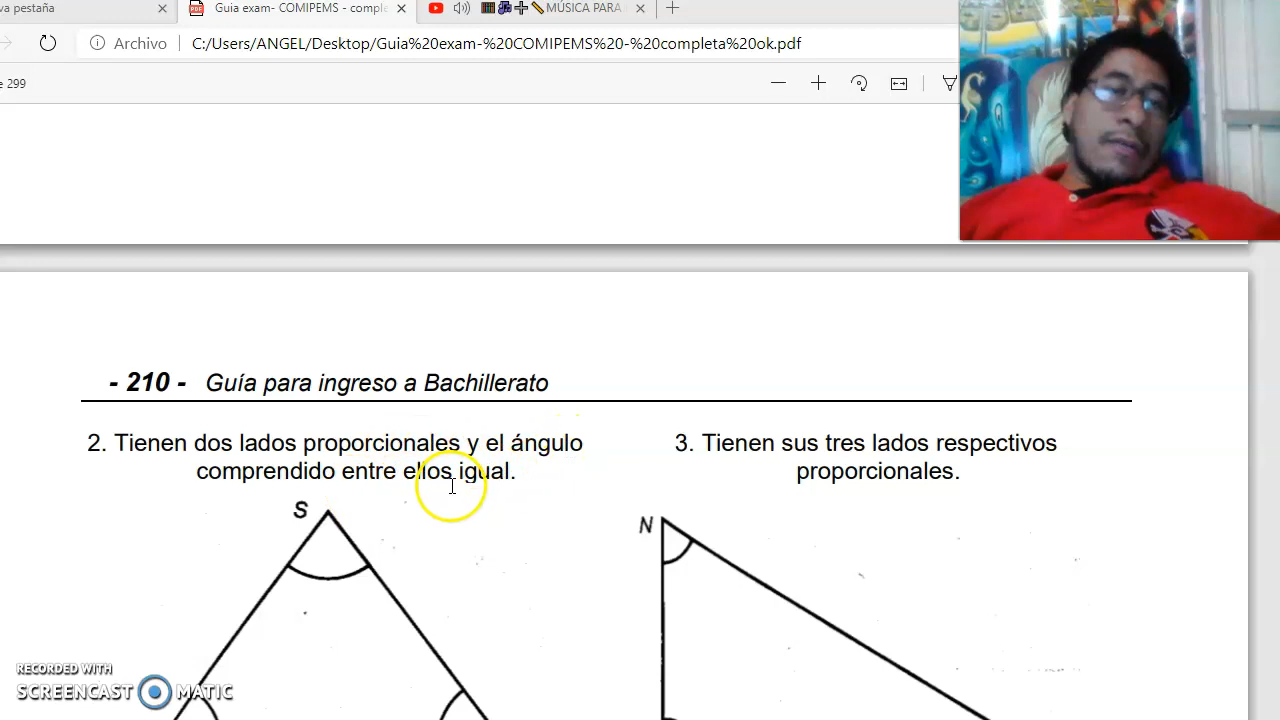 va pestaña
Guia exam- COMIPEMS - comple
MÚSICA PARA
Archivo
C:/Users/ANGEL/Desktop/Guia%20exam-%20COMIPEMS%20-%20completa%20ok.pdf
e 299
- 210 - Guía para ingreso a Bachillerato
2. Tienen dos lados proporcionales y el ángulo
comprendido entre ellos igual.
3. Tienen sus tres lados respectivos
proporcionales.
S
N
RECORDED WITH
SCREENCAST MATIC